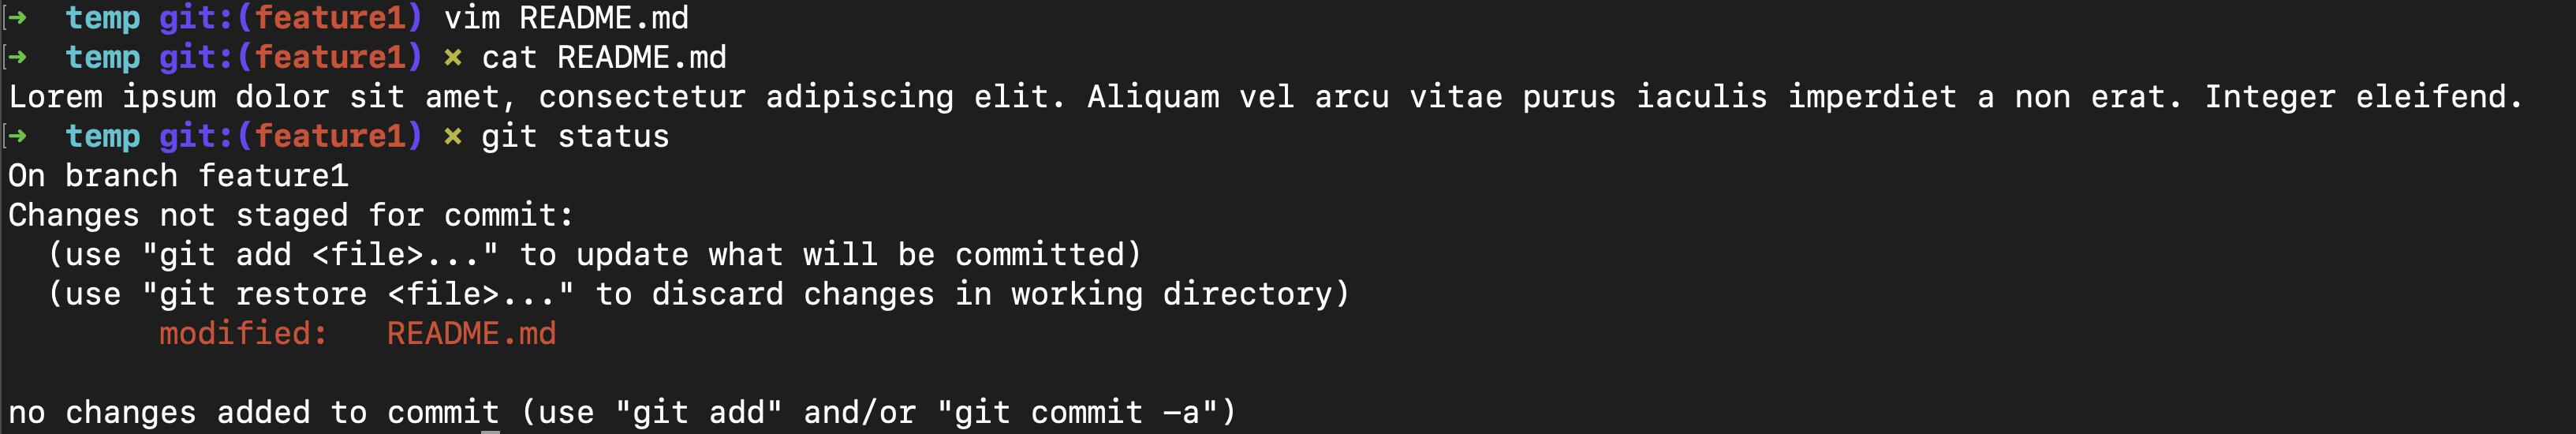 ➜  temp git:(feature1) vim README.md
➜  temp git:(feature1) ✗ cat README.md
Lorem ipsum dolor sit amet, consectetur adipiscing elit. Aliquam vel arcu vitae purus iaculis imperdiet a non erat. Integer eleifend.
➜  temp git:(feature1) ✗ git status
On branch feature1
Changes not staged for commit:
  (use "git add <file>..." to update what will be committed)
  (use "git restore <file>..." to discard changes in working directory)
        modified:   README.md

no changes added to commit (use "git add" and/or "git commit -a")